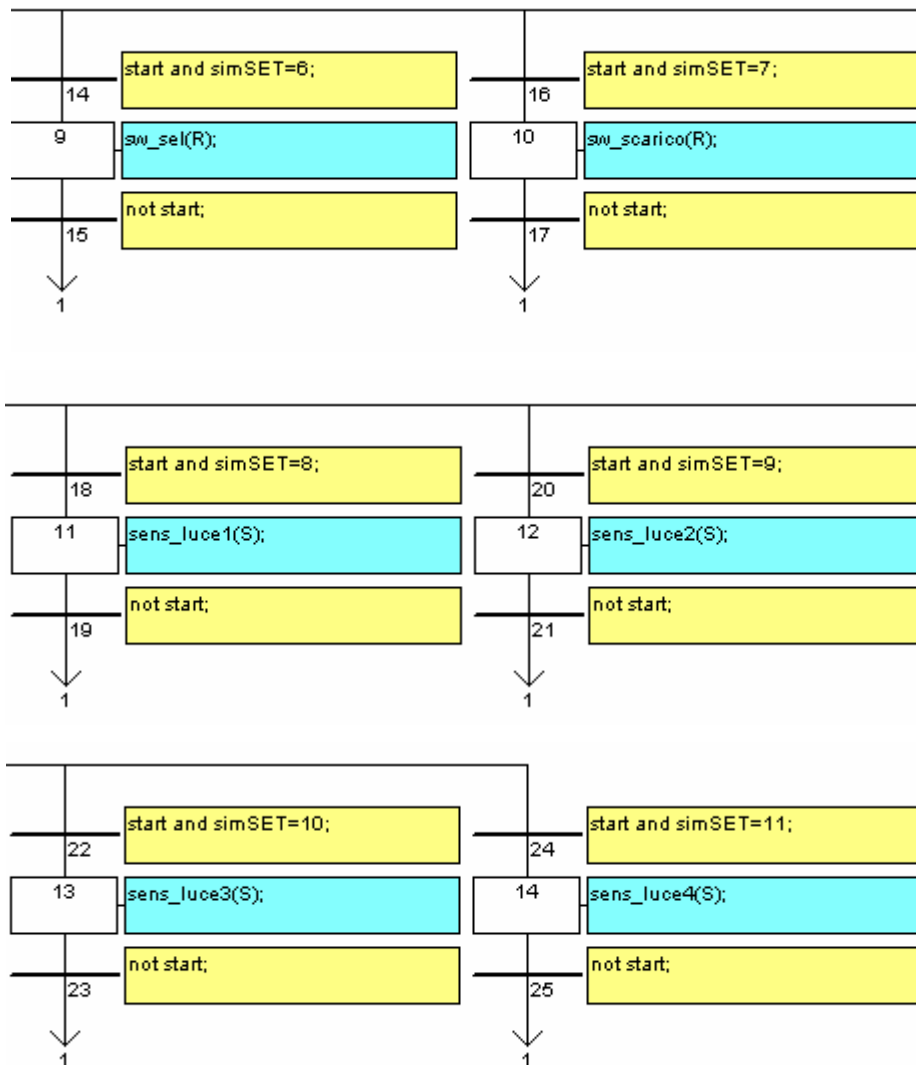 start and simSET=6;
start and simSET=7;
14
16
9
sw_sel(R);
10
sw_scarico(R);
not start;
not start;
15
17
1
1
start and simSET=8;
start and simSET=9;
18
20
11
sens_luce1(S);
12
sens_luce2(S);
not start;
not start;
19
21
1
1
start and simSET=10;
start and simSET=11;
22
24
13
sens_luce3(S);
14
sens_luce4(S);
not start;
not start;
23
25
1
1